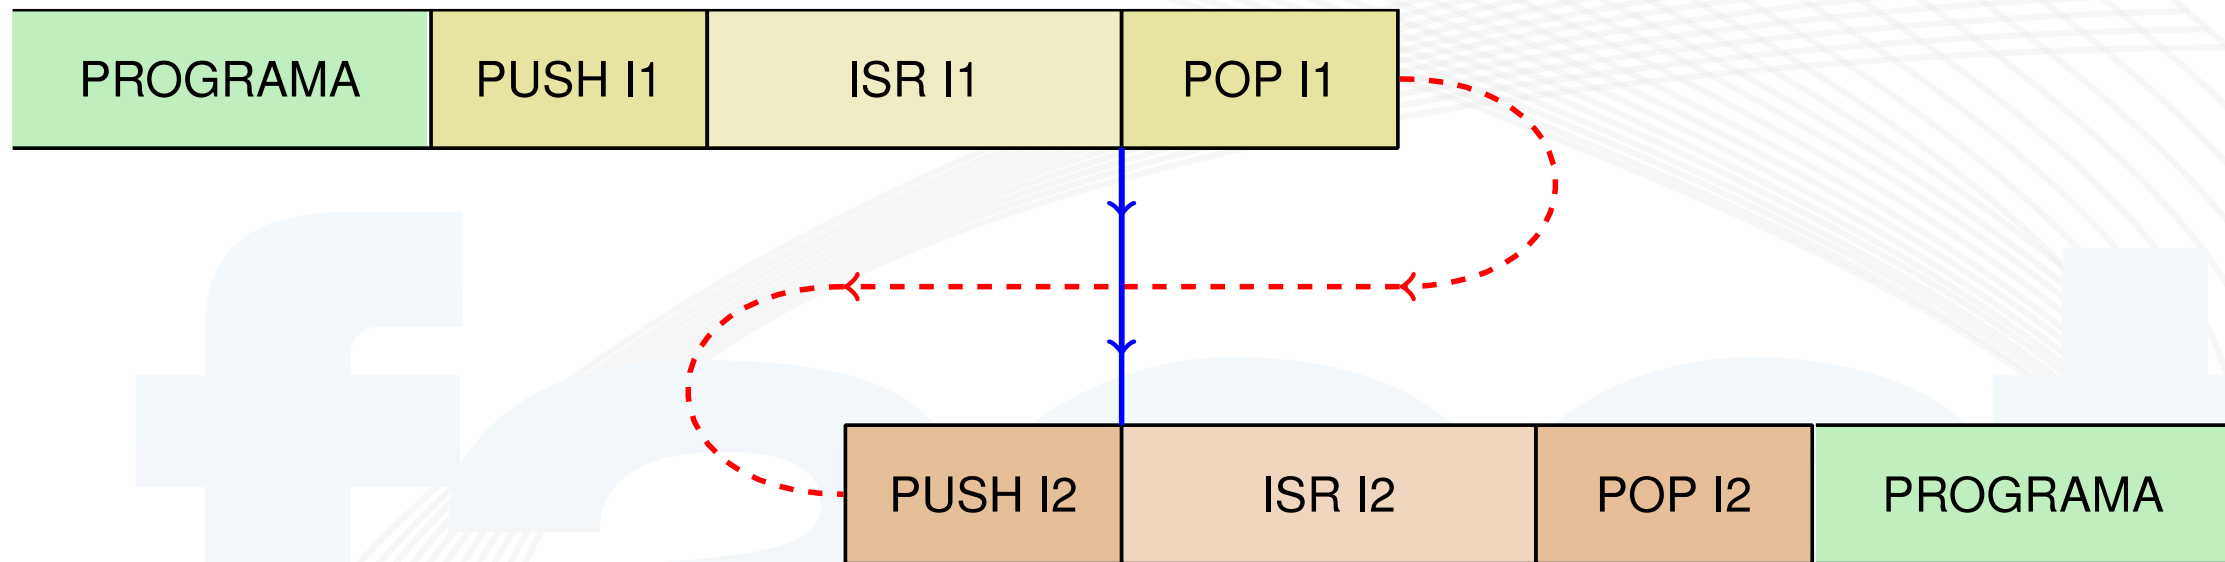 PROGRAMA PUSH I1 ISR I1 POP I1
PUSH I2 ISR I2 POP I2 PROGRAMA